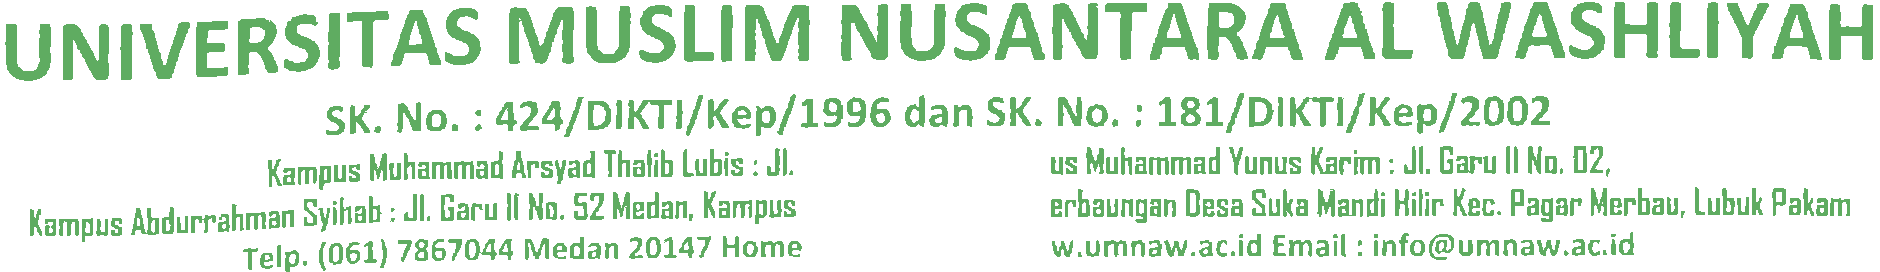 UNIVERSITAS MUSLIM NUSANTARA AL WASHLIYAH
SK. No. : 424/DIKTI/Kep/1996 dan SK. No. : 181/DIKTI/Kep/2002
Kampus Muhammad Arsyad Thalib Lubis : Jl. us Muhammad Yunus Karim : Jl. Garu II No. 02,
Kampus Abdurrahman Syihab : Jl. Garu II No. 52 Medan, Kampus erbaungan Desa Suka Mandi Hilir Kec. Pagar Merbau, Lubuk Pakam
Telp. (061) 7867044 Medan 20147 Home w.umnaw.ac.id Email : info@umnaw.ac.id